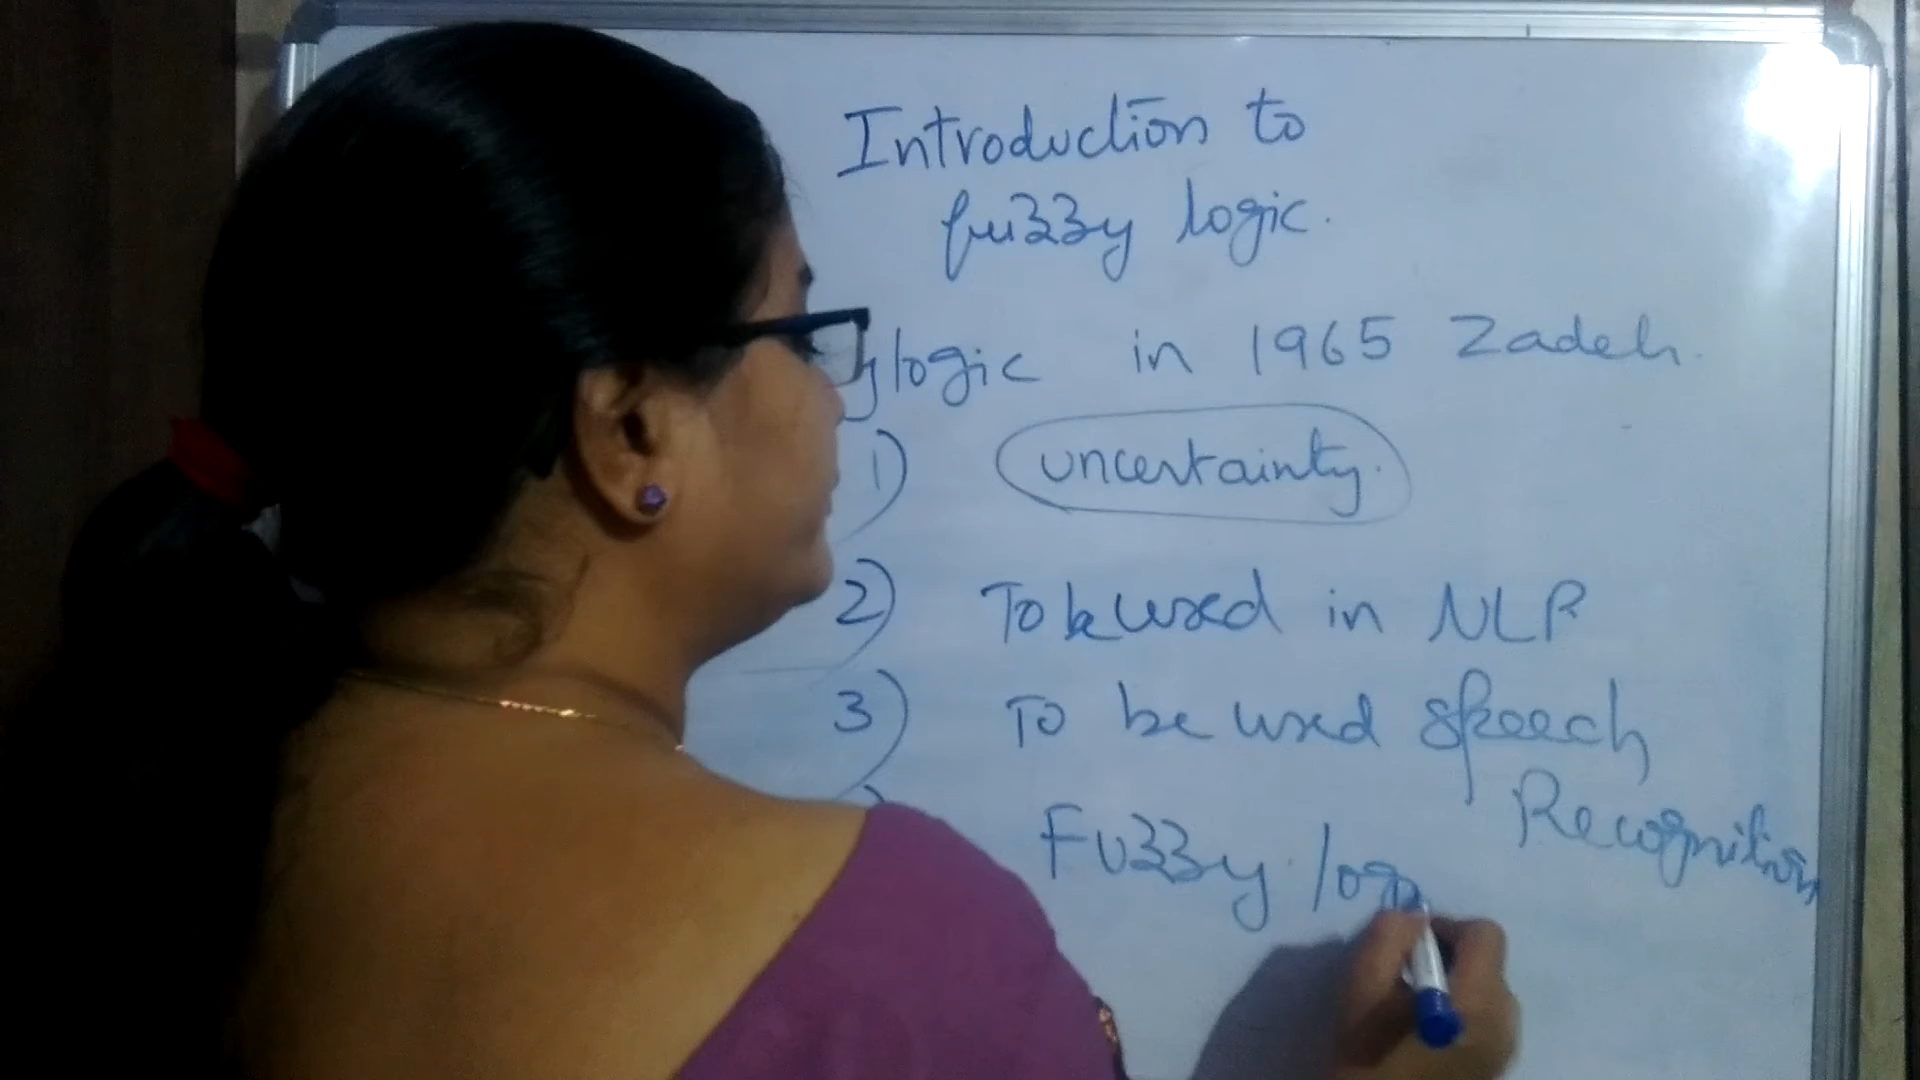 Introduction to
fuzzy logic.
logic in 1965 Zadeh.
1) uncertainty.
2) To be used in NLP
3) To be used speech
Recognition
Fuzzy log